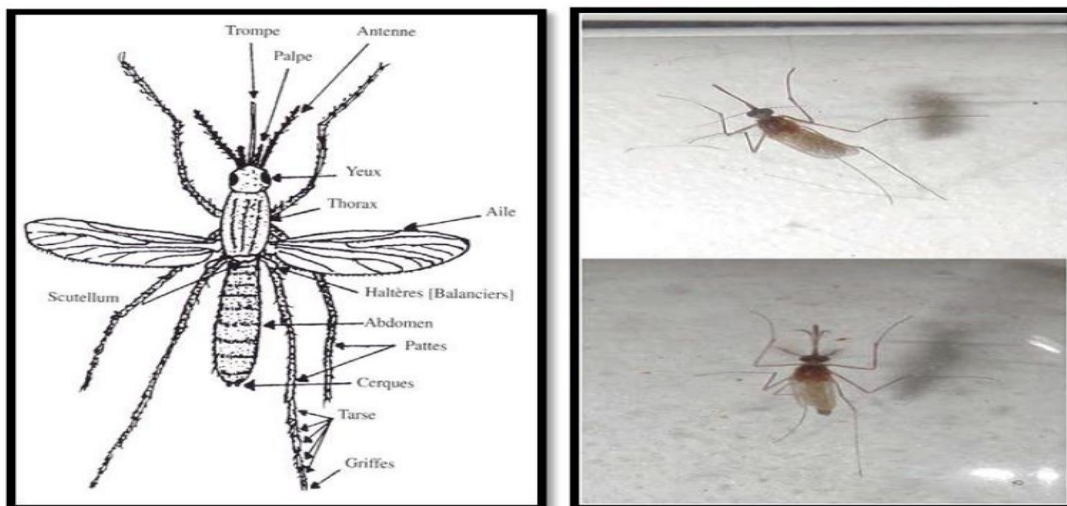 Trompe
Antenne
Palpe
Yeux
Thorax
Aile
Scutellum
Haltères [Balanciers]
Abdomen
Pattes
Cerques
Tarse
Griffes